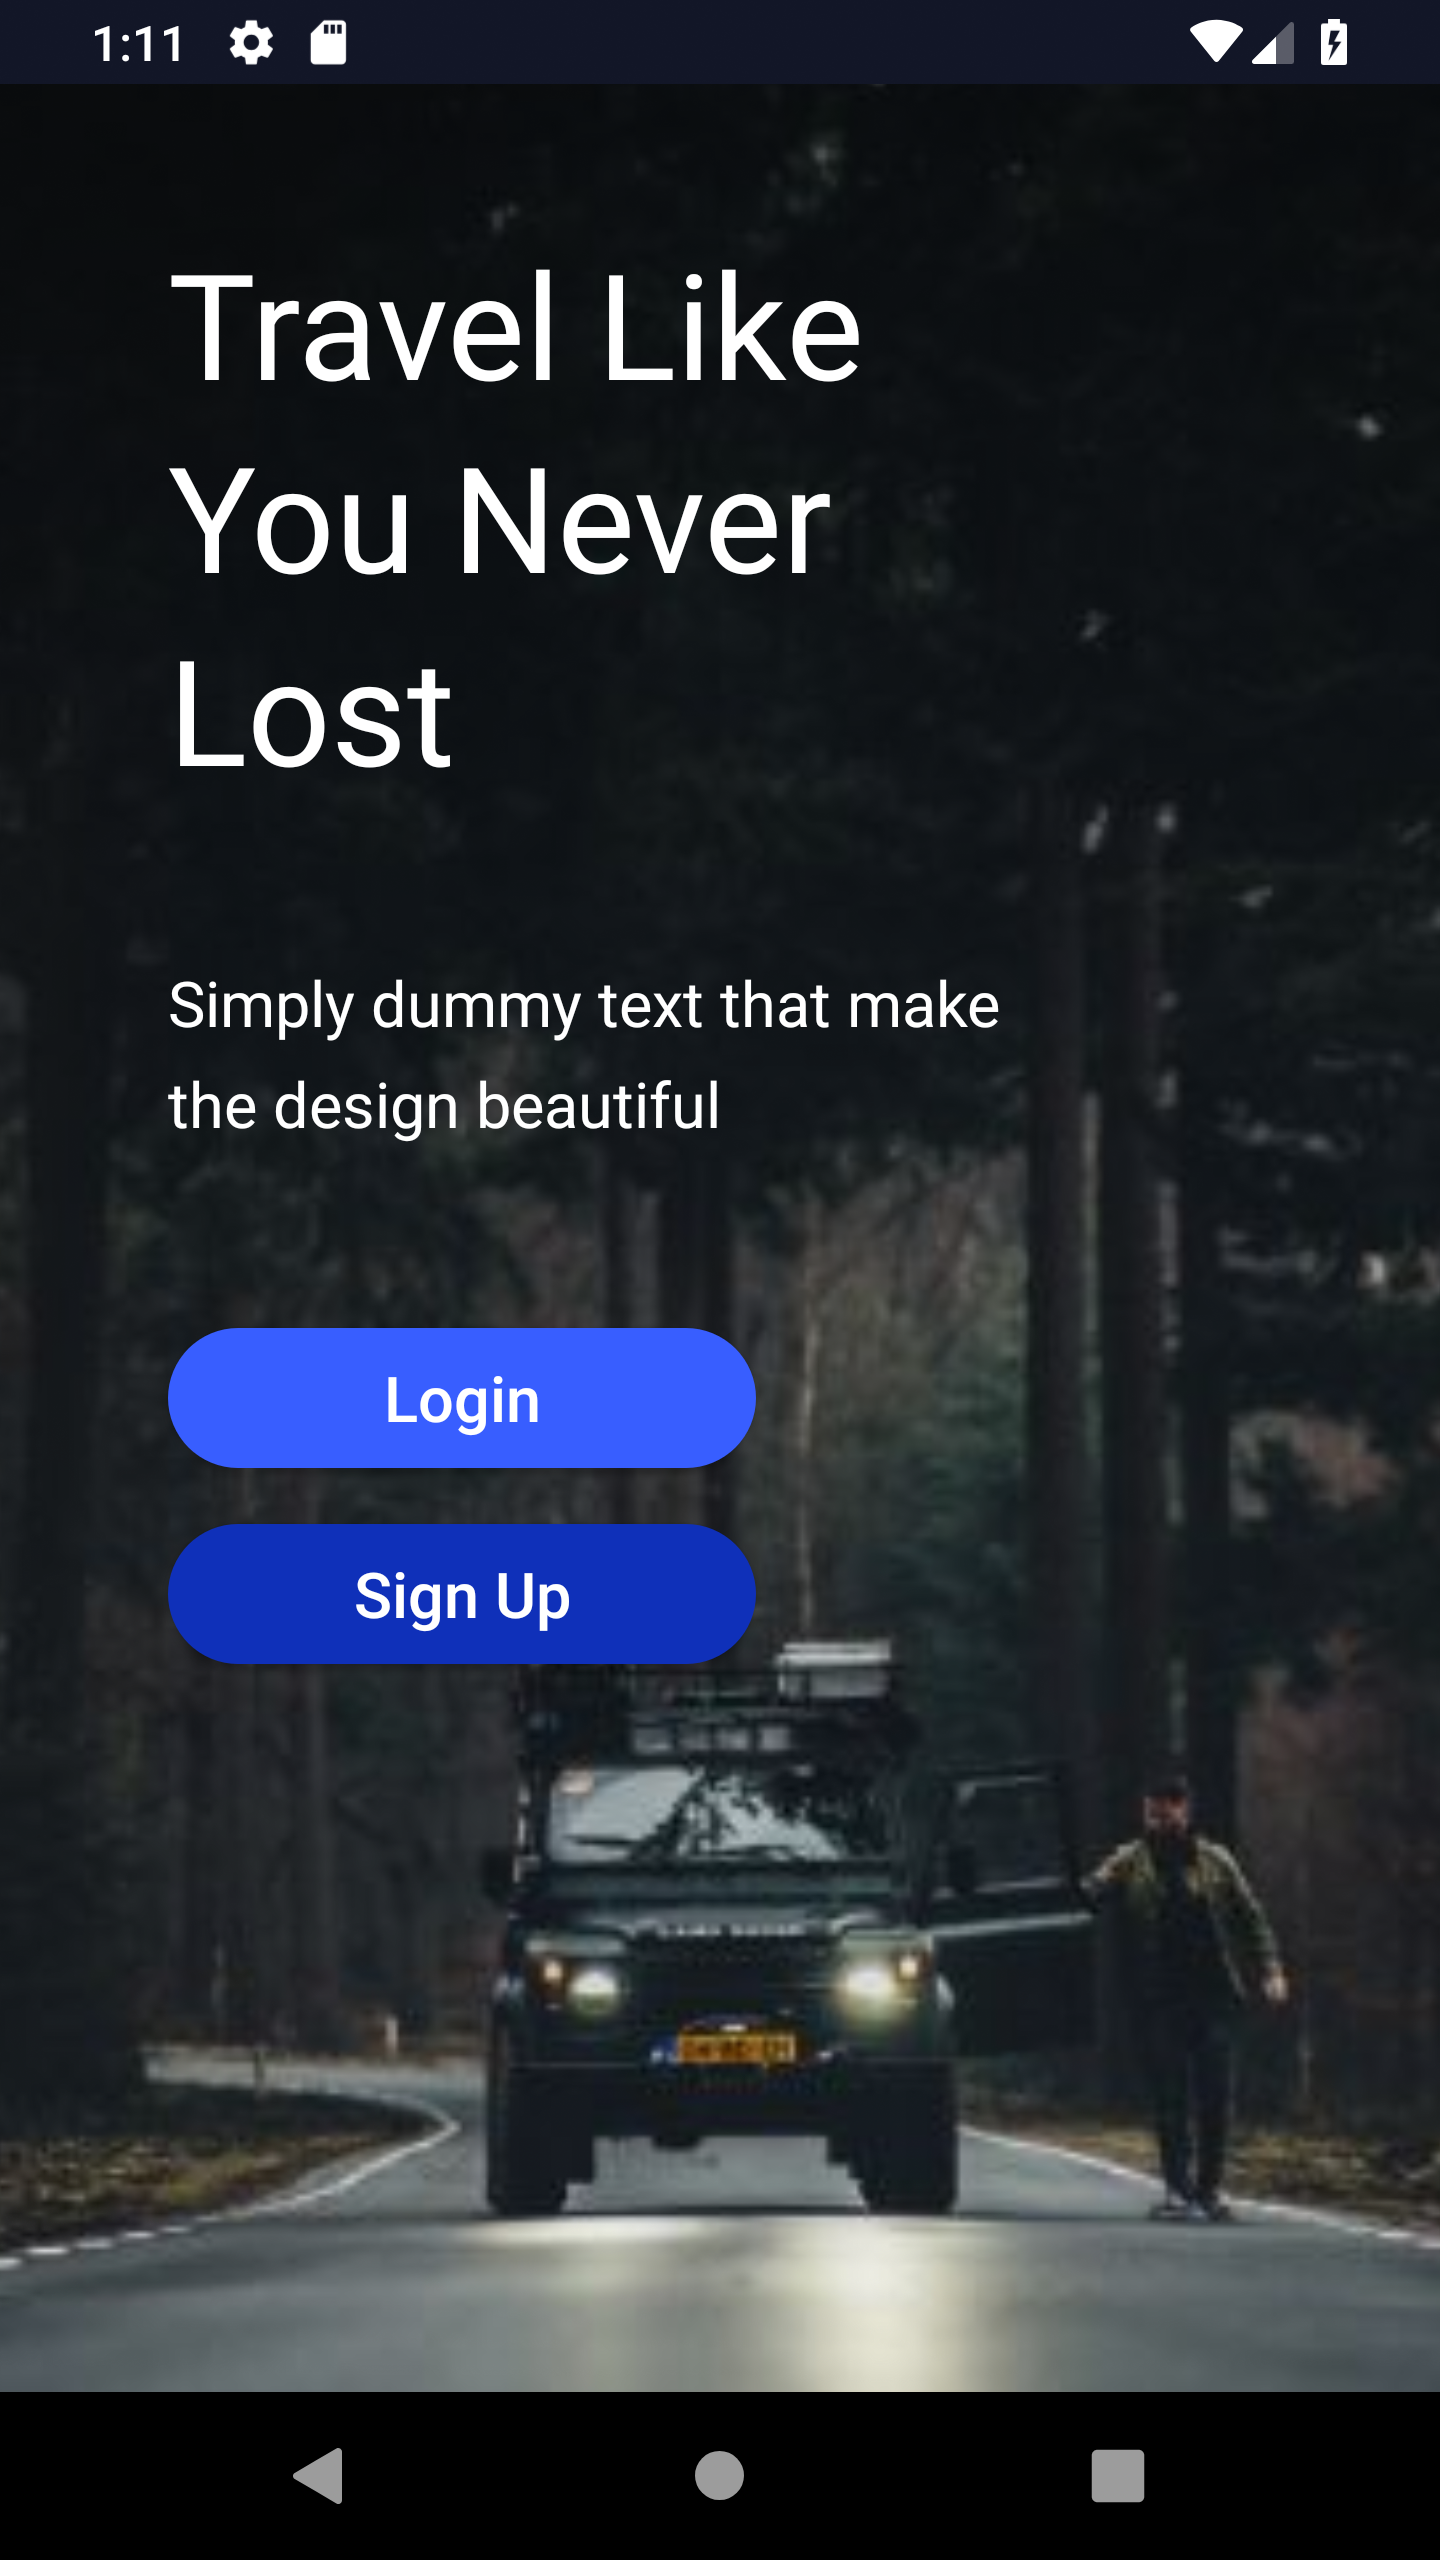 1:11
Travel Like
You Never
Lost
Simply dummy text that make
the design beautiful
Login
Sign Up